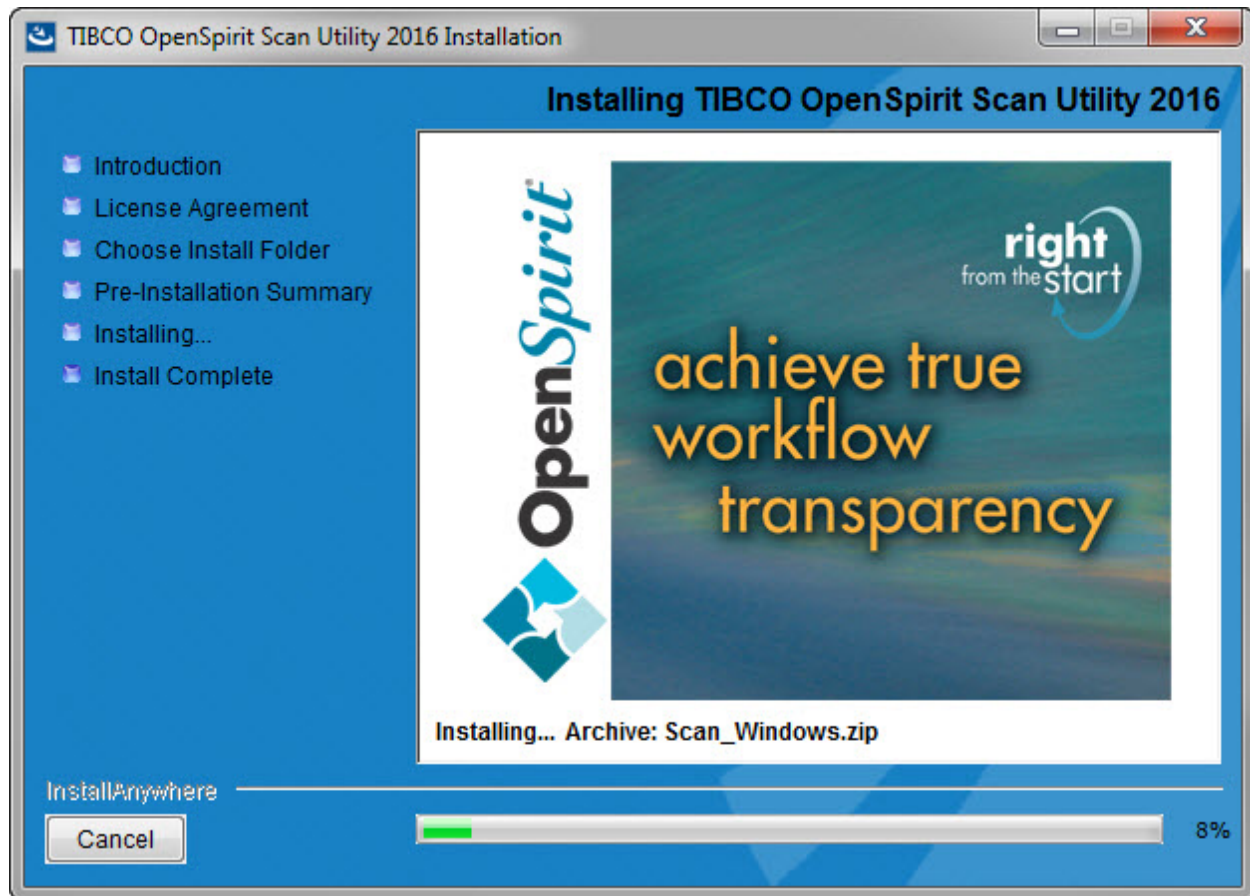 TIBCO OpenSpirit Scan Utility 2016 Installation
Installing TIBCO OpenSpirit Scan Utility 2016
Introduction
License Agreement
Choose Install Folder
Pre-Installation Summary
Installing...
Install Complete
OpenSpirit®
right
from the start
achieve true
workflow
transparency
Installing... Archive: Scan_Windows.zip
InstallAnywhere
Cancel
8%